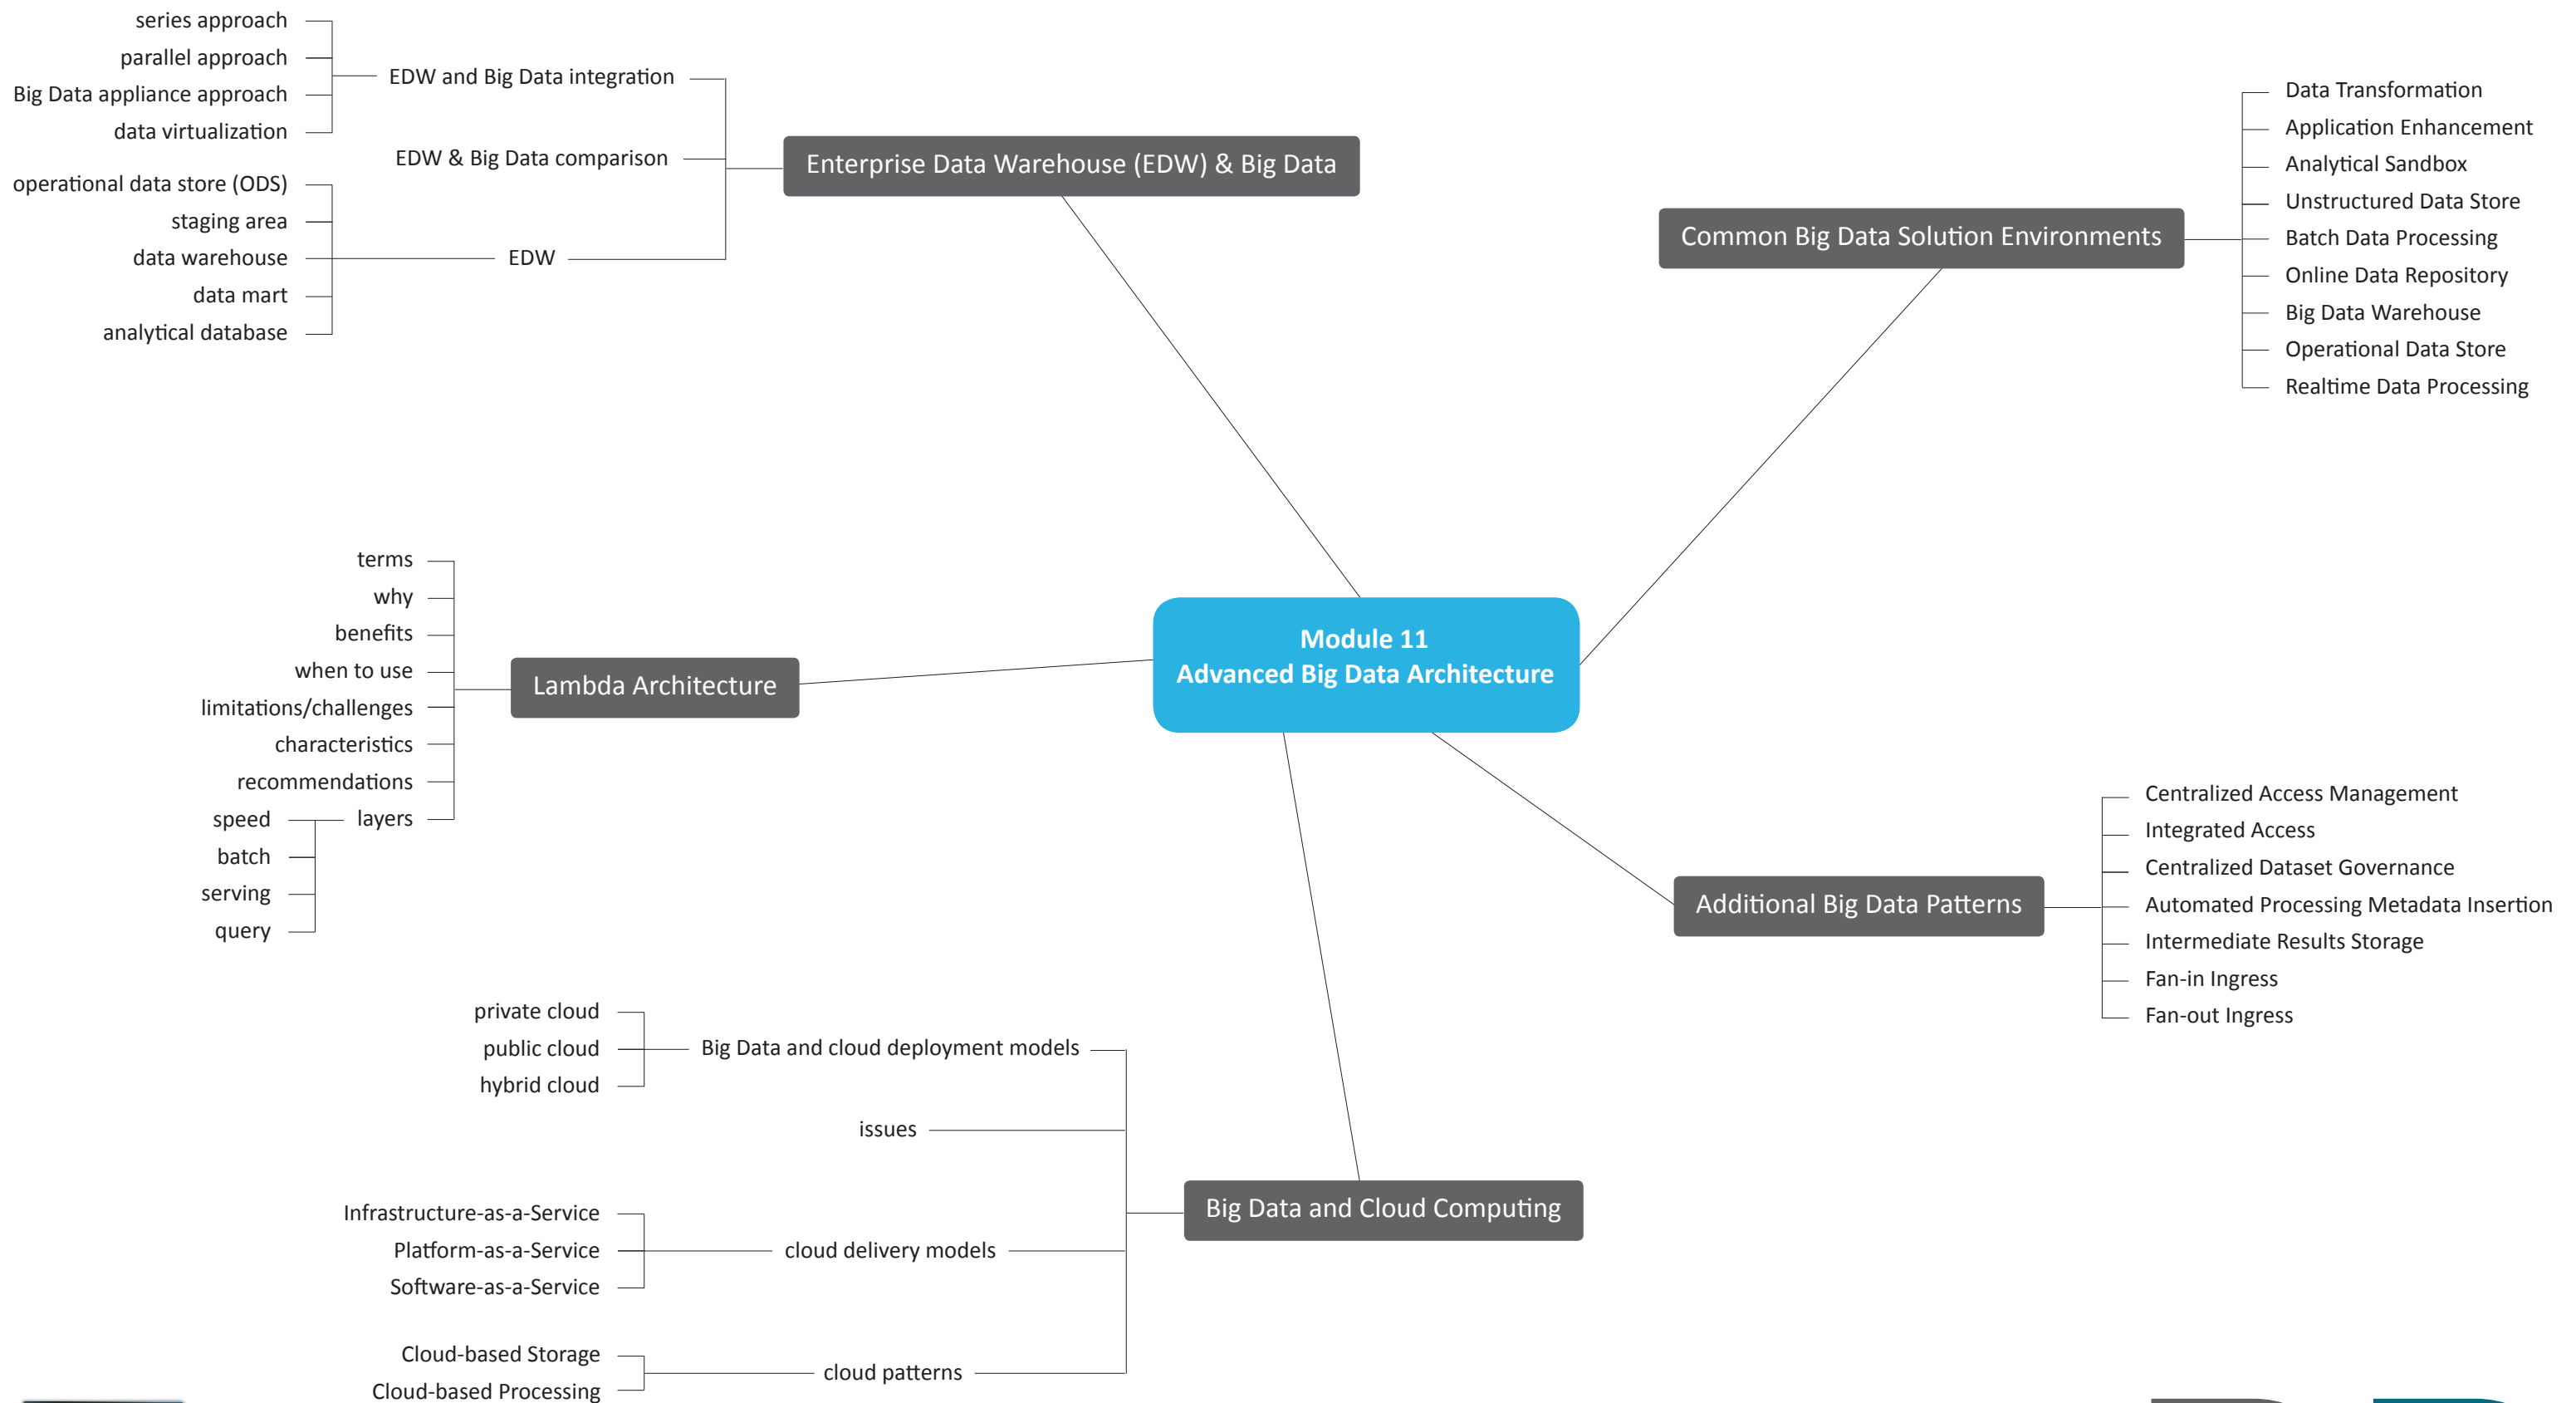 series approach
parallel approach
Big Data appliance approach
data virtualization
EDW and Big Data integration
EDW & Big Data comparison
operational data store (ODS)
staging area
data warehouse
data mart
analytical database
EDW
Enterprise Data Warehouse (EDW) & Big Data
Common Big Data Solution Environments
Data Transformation
Application Enhancement
Analytical Sandbox
Unstructured Data Store
Batch Data Processing
Online Data Repository
Big Data Warehouse
Operational Data Store
Realtime Data Processing
Module 11
Advanced Big Data Architecture
terms
why
benefits
when to use
limitations/challenges
characteristics
recommendations
layers
speed
batch
serving
query
Lambda Architecture
Additional Big Data Patterns
Centralized Access Management
Integrated Access
Centralized Dataset Governance
Automated Processing Metadata Insertion
Intermediate Results Storage
Fan-in Ingress
Fan-out Ingress
private cloud
public cloud
hybrid cloud
Big Data and cloud deployment models
issues
Infrastructure-as-a-Service
Platform-as-a-Service
Software-as-a-Service
cloud delivery models
Cloud-based Storage
Cloud-based Processing
cloud patterns
Big Data and Cloud Computing